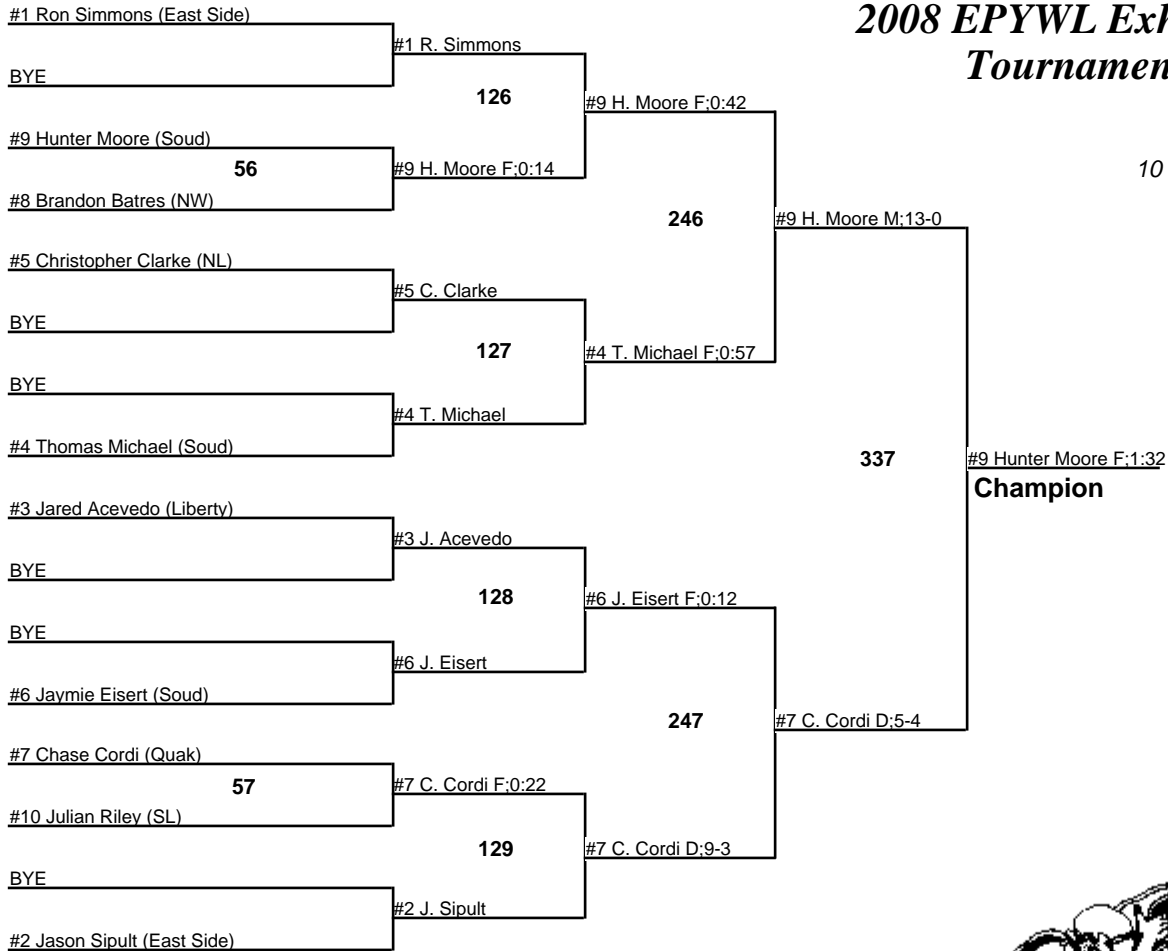 2008 EPYWL Exh
Tournamen
10
#1 Ron Simmons (East Side)
BYE
#9 Hunter Moore (Soud)
56
#8 Brandon Batres (NW)
#5 Christopher Clarke (NL)
BYE
BYE
#4 Thomas Michael (Soud)
#3 Jared Acevedo (Liberty)
BYE
BYE
#6 Jaymie Eisert (Soud)
#7 Chase Cordi (Quak)
57
#10 Julian Riley (SL)
BYE
#2 Jason Sipult (East Side)
#1 R. Simmons
126
#9 H. Moore F;0:14
#5 C. Clarke
127
#4 T. Michael
#3 J. Acevedo
128
#6 J. Eisert
#7 C. Cordi F;0:22
129
#2 J. Sipult
#9 H. Moore F;0:42
246
#4 T. Michael F;0:57
#6 J. Eisert F;0:12
247
#7 C. Cordi D;9-3
#9 H. Moore M;13-0
337
#7 C. Cordi D;5-4
#9 Hunter Moore F;1:32
Champion